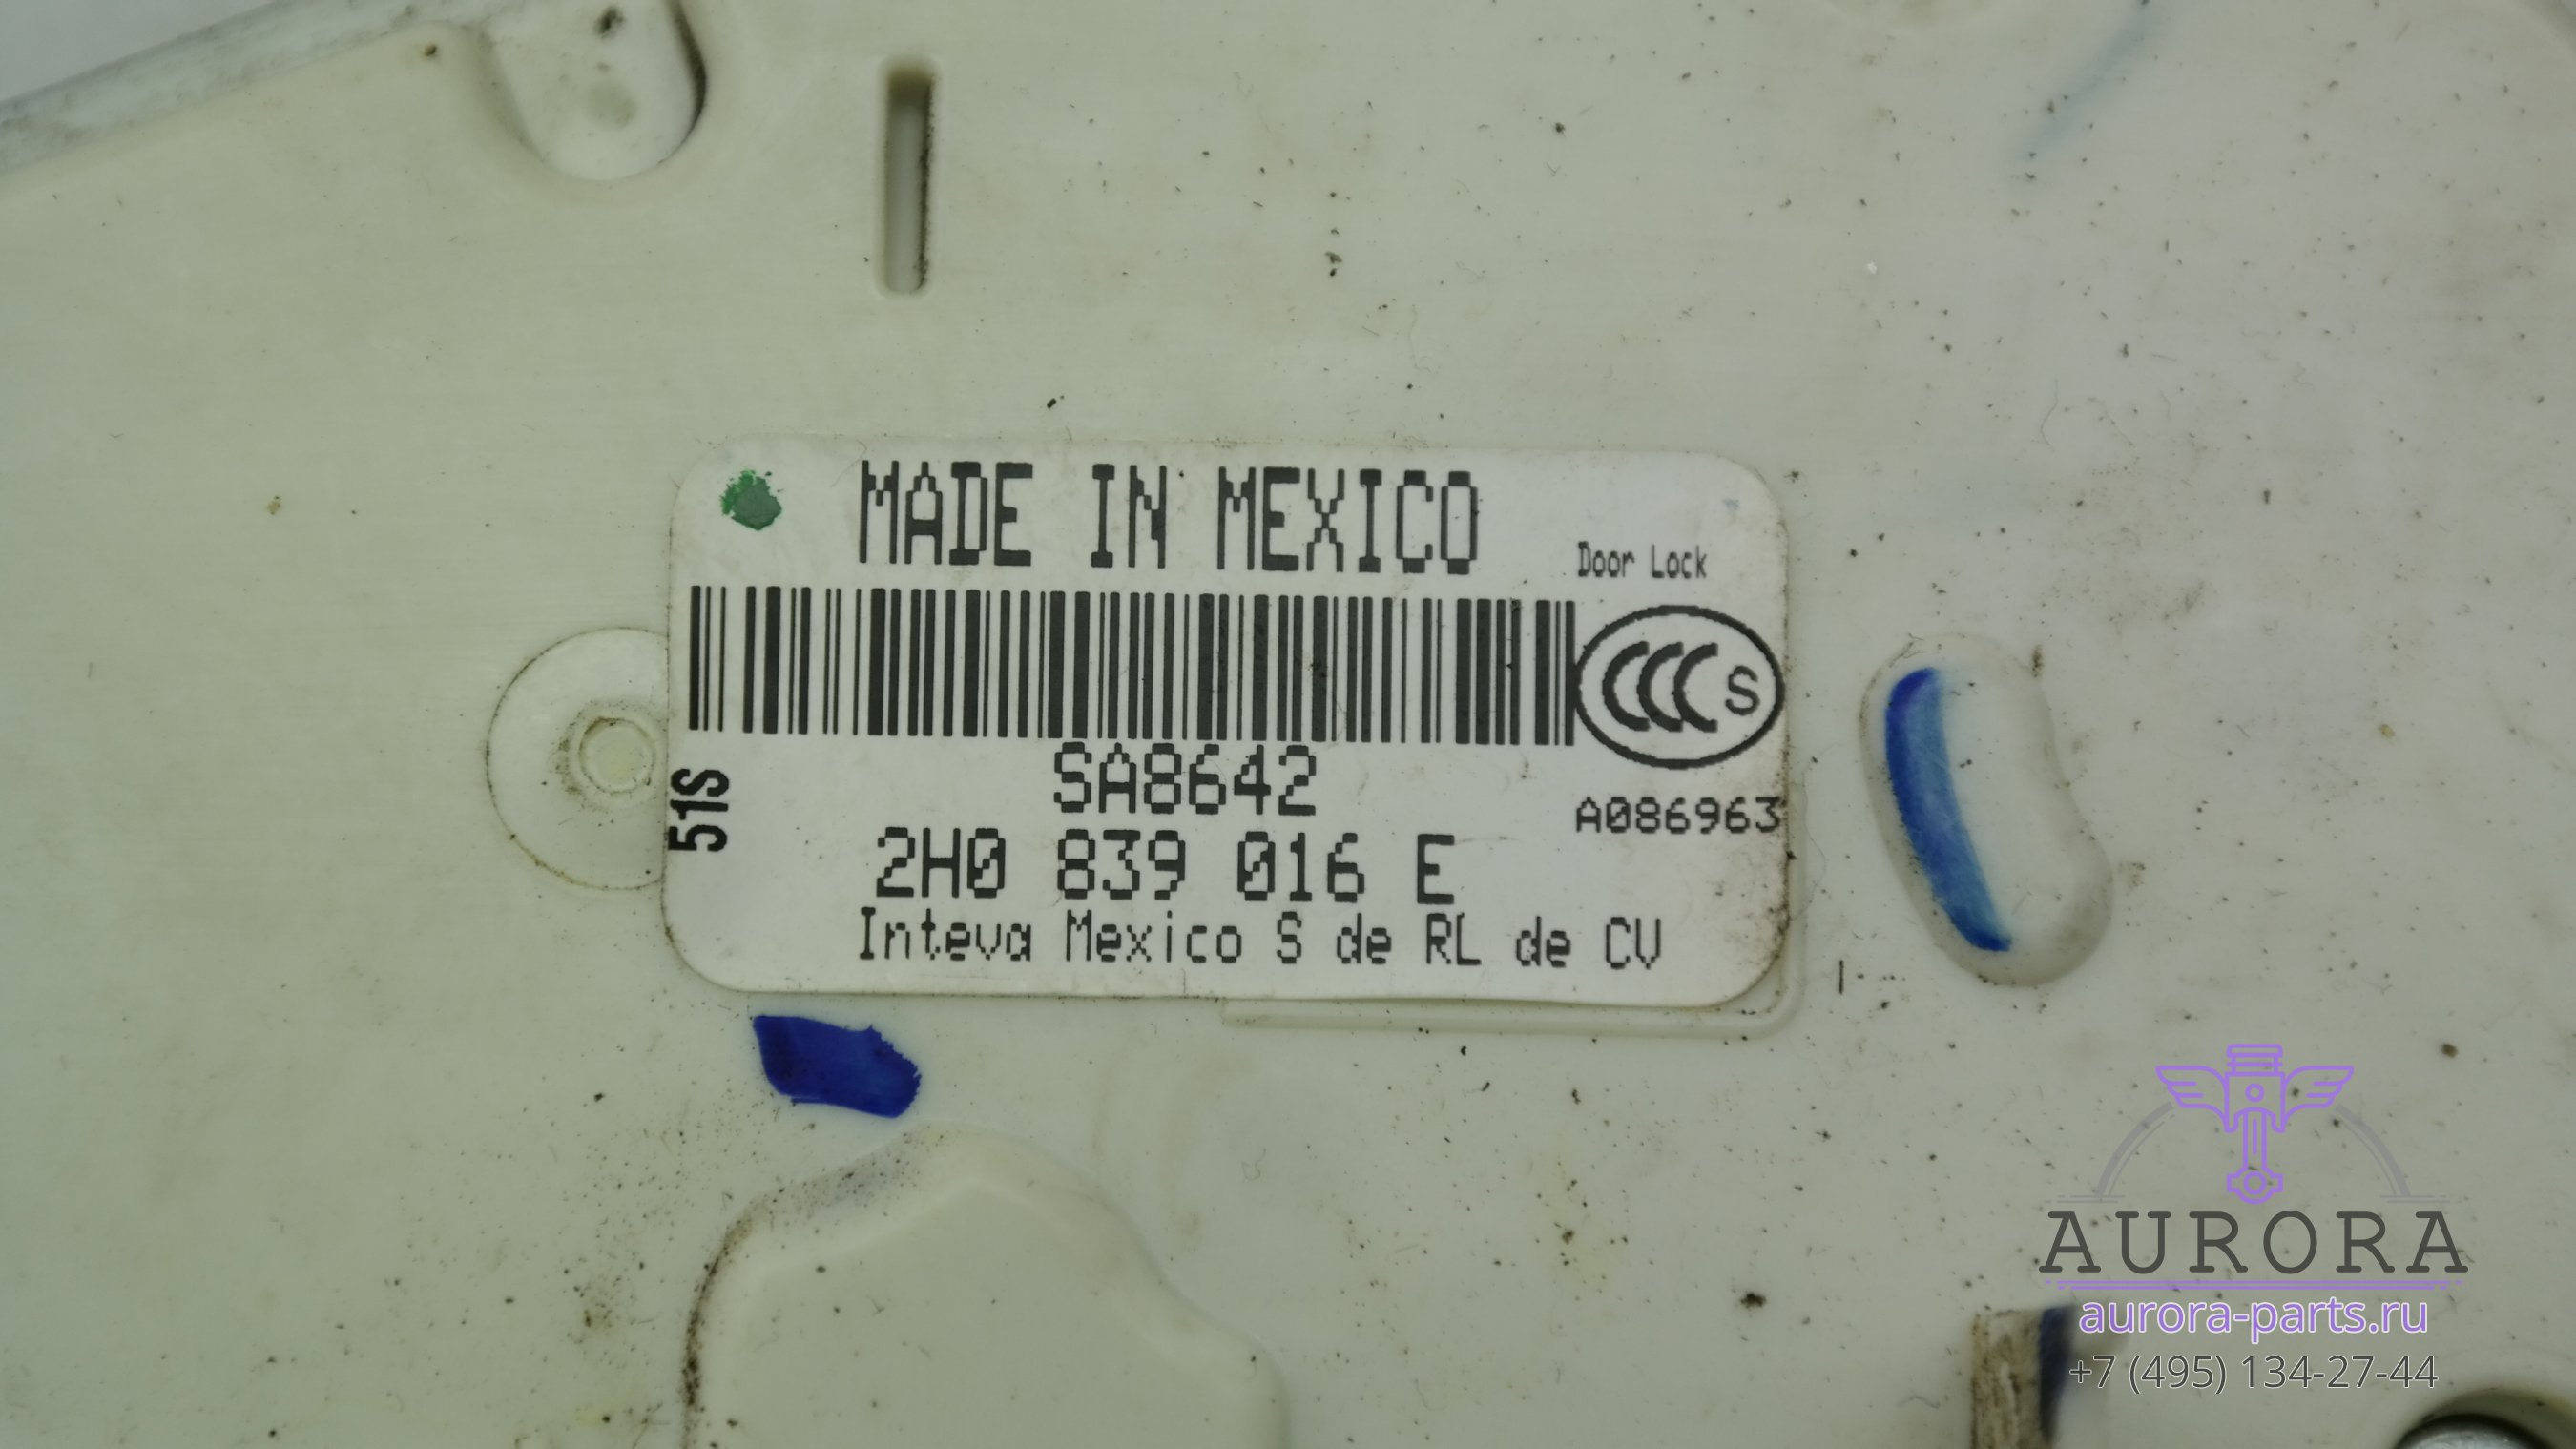 MADE IN MEXICO
Door Lock
CCC S
SA8642
51S
A086963
2H0 839 016 E
Inteva Mexico S de RL de CV
AURORA
aurora-parts.ru
+7 (495) 134-27-44